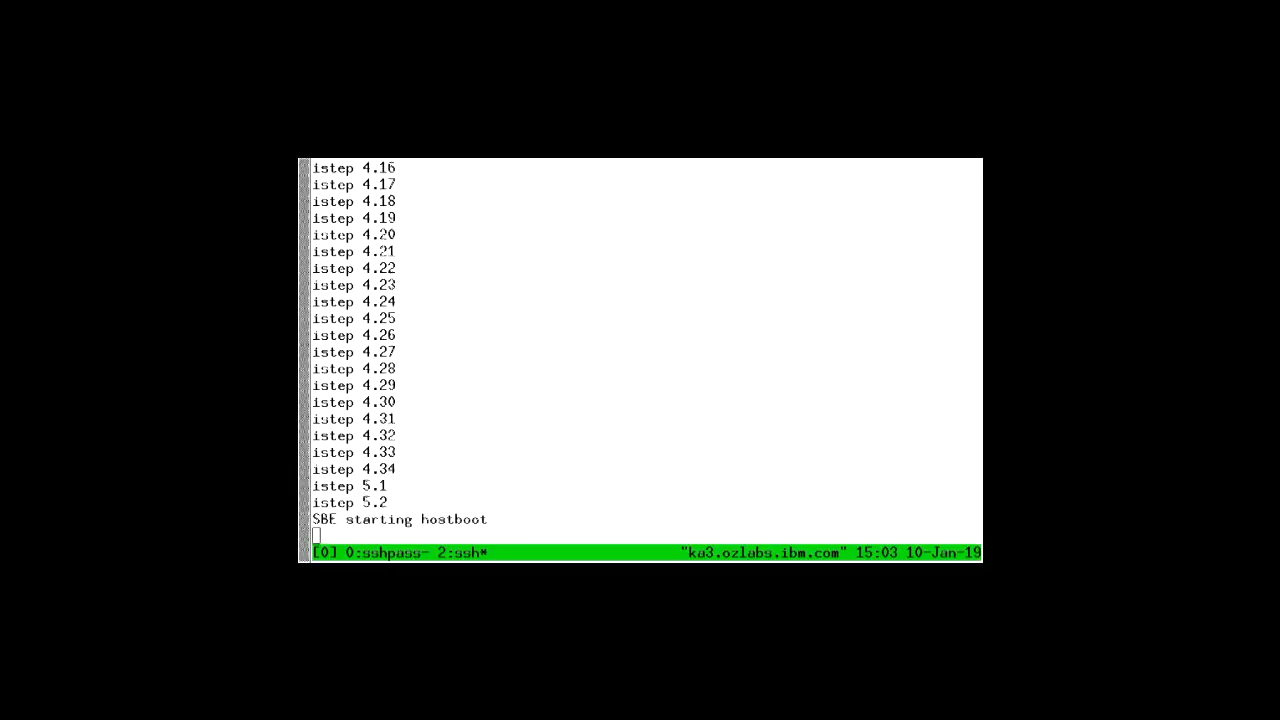 istep 4.16
istep 4.17
istep 4.18
istep 4.19
istep 4.20
istep 4.21
istep 4.22
istep 4.23
istep 4.24
istep 4.25
istep 4.26
istep 4.27
istep 4.28
istep 4.29
istep 4.30
istep 4.31
istep 4.32
istep 4.33
istep 4.34
istep 5.1
istep 5.2
SBE starting hostboot
[0] 0:sshpass- 2:ssh* "ka3.ozlabs.ibm.com" 15:03 10-Jan-19